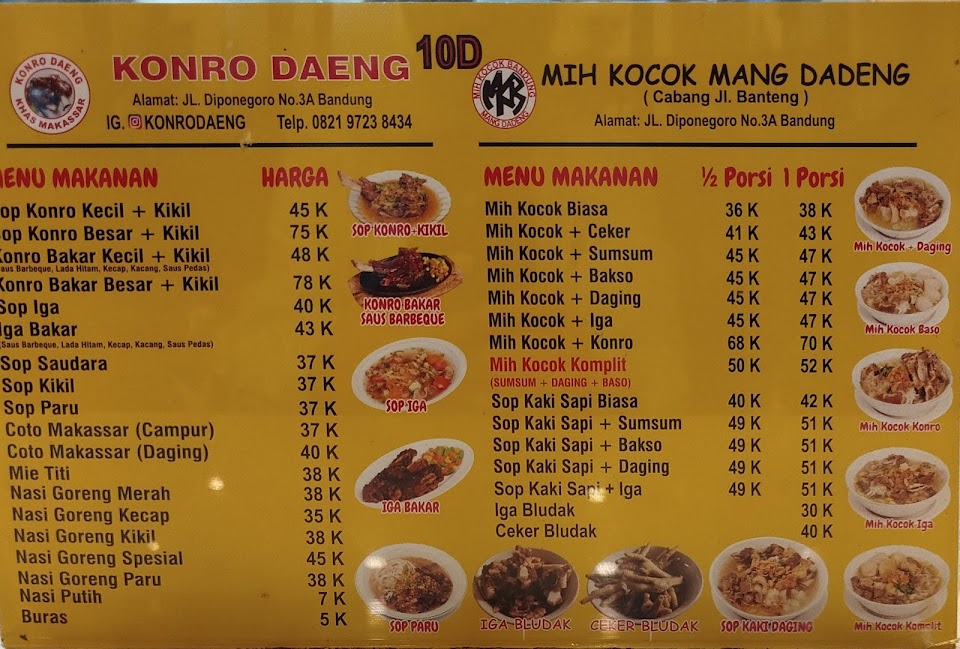 KONRO DAENG
KONRO DAENG
KHAS MAKASSAR
Alamat: JL. Diponegoro No.3A Bandung
IG. KONRODAENG Telp. 0821 9723 8434
10D
MIH KOCOK BANDUNG
MKB
MANG DADENG
MIH KOCOK MANG DADENG
( Cabang Jl. Banteng )
Alamat: JL. Diponegoro No.3A Bandung
MENU MAKANAN HARGA
Sop Konro Kecil + Kikil 45 K
Sop Konro Besar + Kikil 75 K
Konro Bakar Kecil + Kikil 48 K
(Saus Barbeque, Lada Hitam, Kecap, Kacang, Saus Pedas)
Konro Bakar Besar + Kikil 78 K
Sop Iga 40 K
Iga Bakar 43 K
(Saus Barbeque, Lada Hitam, Kecap, Kacang, Saus Pedas)
Sop Saudara 37 K
Sop Kikil 37 K
Sop Paru 37 K
Coto Makassar (Campur) 37 K
Coto Makassar (Daging) 40 K
Mie Titi 38 K
Nasi Goreng Merah 38 K
Nasi Goreng Kecap 35 K
Nasi Goreng Kikil 38 K
Nasi Goreng Spesial 45 K
Nasi Goreng Paru 38 K
Nasi Putih 7 K
Buras 5 K
SOP KONRO+KIKIL
KONRO BAKAR
SAUS BARBEQUE
SOP IGA
IGA BAKAR
SOP PARU
MENU MAKANAN ½ Porsi 1 Porsi
Mih Kocok Biasa 36 K 38 K
Mih Kocok + Ceker 41 K 43 K
Mih Kocok + Sumsum 45 K 47 K
Mih Kocok + Bakso 45 K 47 K
Mih Kocok + Daging 45 K 47 K
Mih Kocok + Iga 45 K 47 K
Mih Kocok + Konro 68 K 70 K
Mih Kocok Komplit 50 K 52 K
(SUMSUM + DAGING + BASO)
Sop Kaki Sapi Biasa 40 K 42 K
Sop Kaki Sapi + Sumsum 49 K 51 K
Sop Kaki Sapi + Bakso 49 K 51 K
Sop Kaki Sapi + Daging 49 K 51 K
Sop Kaki Sapi + Iga 49 K 51 K
Iga Bludak 30 K
Ceker Bludak 40 K
IGA BLUDAK
CEKER BLUDAK
SOP KAKI DAGING
Mih Kocok + Daging
Mih Kocok Baso
Mih Kocok Konro
Mih Kocok Iga
Mih Kocok Komplit